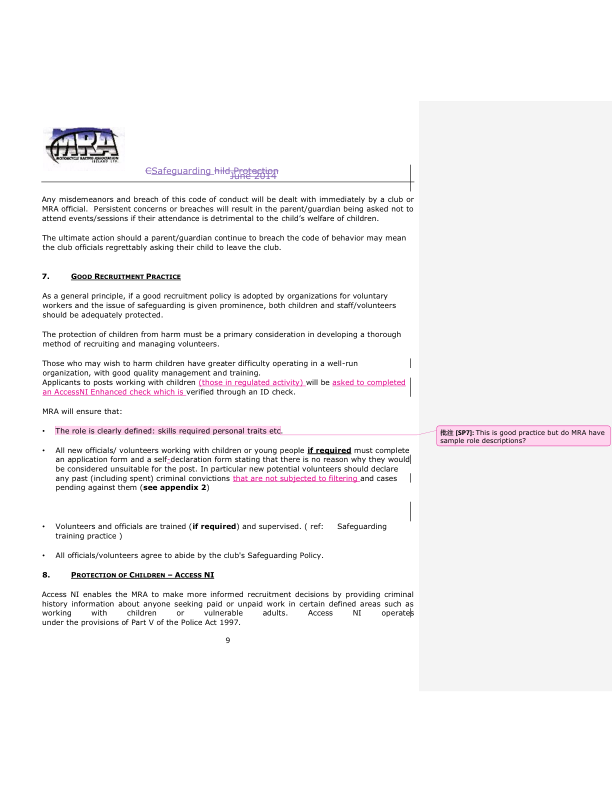 MRA
MOTORCYCLE RACING ASSOCIATION
IRELAND LTD
CSafeguarding hild Protection
June 2014
Any misdemeanors and breach of this code of conduct will be dealt with immediately by a club or
MRA official. Persistent concerns or breaches will result in the parent/guardian being asked not to
attend events/sessions if their attendance is detrimental to the child's welfare of children.
The ultimate action should a parent/guardian continue to breach the code of behavior may mean
the club officials regrettably asking their child to leave the club.
7. GOOD RECRUITMENT PRACTICE
As a general principle, if a good recruitment policy is adopted by organizations for voluntary
workers and the issue of safeguarding is given prominence, both children and staff/volunteers
should be adequately protected.
The protection of children from harm must be a primary consideration in developing a thorough
method of recruiting and managing volunteers.
Those who may wish to harm children have greater difficulty operating in a well-run
organization, with good quality management and training.
Applicants to posts working with children (those in regulated activity) will be asked to completed
an AccessNI Enhanced check which is verified through an ID check.
MRA will ensure that:
• The role is clearly defined: skills required personal traits etc.
批注 [SP7]: This is good practice but do MRA have
sample role descriptions?
• All new officials/ volunteers working with children or young people if required must complete
an application form and a self-declaration form stating that there is no reason why they would
be considered unsuitable for the post. In particular new potential volunteers should declare
any past (including spent) criminal convictions that are not subjected to filtering and cases
pending against them (see appendix 2)
• Volunteers and officials are trained (if required) and supervised. ( ref: Safeguarding
training practice )
• All officials/volunteers agree to abide by the club's Safeguarding Policy.
8. PROTECTION OF CHILDREN – ACCESS NI
Access NI enables the MRA to make more informed recruitment decisions by providing criminal
history information about anyone seeking paid or unpaid work in certain defined areas such as
working with children or vulnerable adults. Access NI operates
under the provisions of Part V of the Police Act 1997.
9